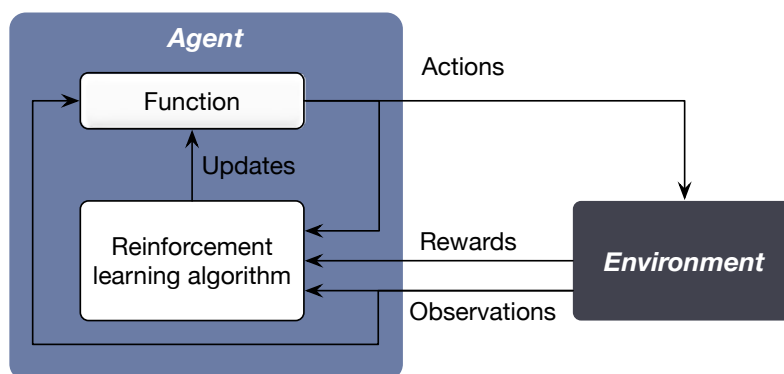 Agent
Actions
Function
Updates
Reinforcement
learning algorithm
Rewards
Environment
Observations